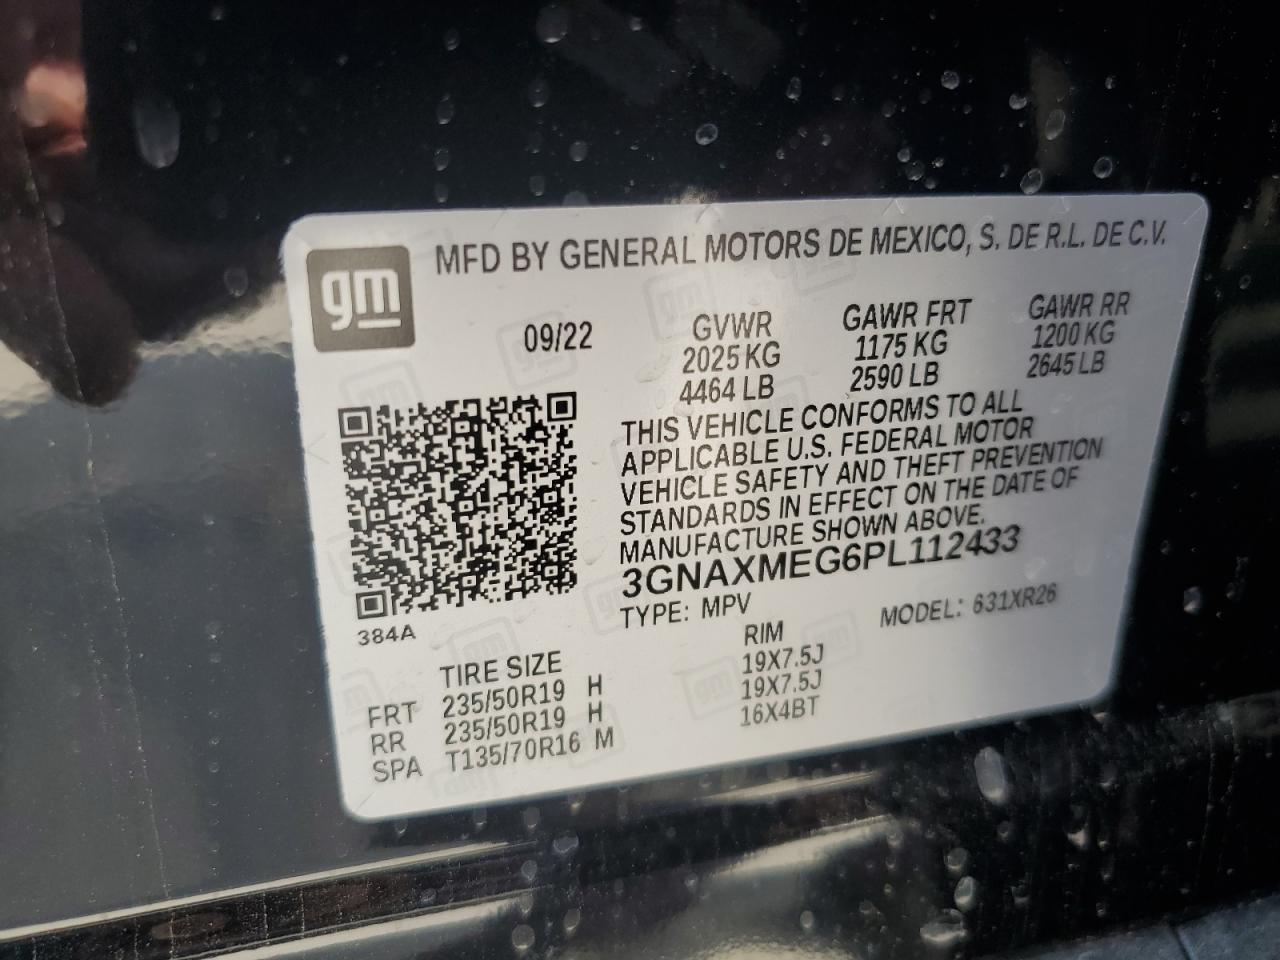 gm
MFD BY GENERAL MOTORS DE MEXICO, S. DE R.L. DE C.V.
09/22
GVWR
2025 KG
4464 LB
GAWR FRT
1175 KG
2590 LB
GAWR RR
1200 KG
2645 LB
THIS VEHICLE CONFORMS TO ALL
APPLICABLE U.S. FEDERAL MOTOR
VEHICLE SAFETY AND THEFT PREVENTION
STANDARDS IN EFFECT ON THE DATE OF
MANUFACTURE SHOWN ABOVE.
3GNAXMEG6PL112433
TYPE: MPV
MODEL: 631XR26
384A
TIRE SIZE
RIM
FRT 235/50R19 H 19X7.5J
RR 235/50R19 H 19X7.5J
SPA T135/70R16 M 16X4BT